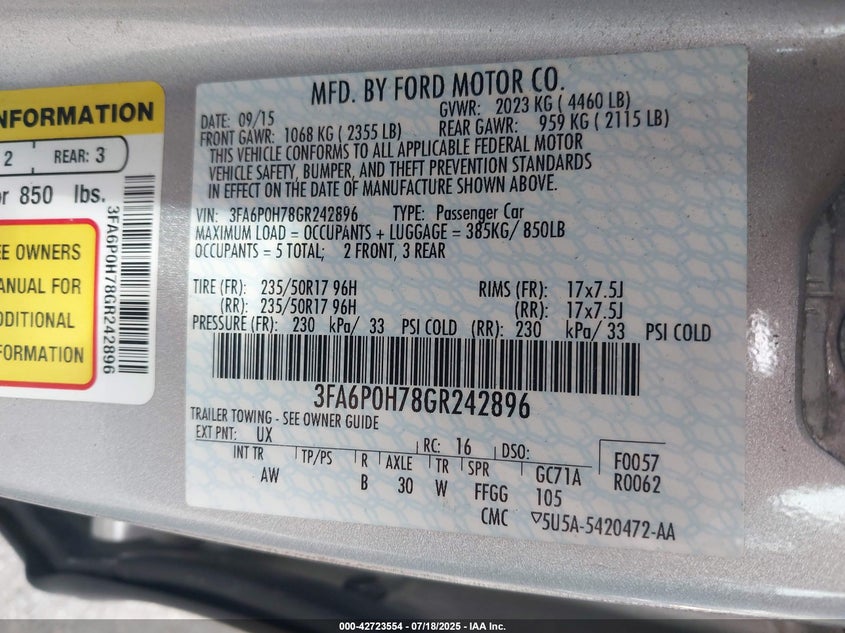 NFORMATION
2
REAR: 3
or 850 lbs.
EE OWNERS
ANUAL FOR
DDITIONAL
FORMATION
3FA6P0H78GR242896
MFD. BY FORD MOTOR CO.
DATE: 09/15
GVWR: 2023 KG ( 4460 LB)
FRONT GAWR: 1068 KG ( 2355 LB)
REAR GAWR: 959 KG ( 2115 LB)
THIS VEHICLE CONFORMS TO ALL APPLICABLE FEDERAL MOTOR
VEHICLE SAFETY, BUMPER, AND THEFT PREVENTION STANDARDS
IN EFFECT ON THE DATE OF MANUFACTURE SHOWN ABOVE.
VIN: 3FA6P0H78GR242896 TYPE: Passenger Car
MAXIMUM LOAD = OCCUPANTS + LUGGAGE = 385KG/ 850LB
OCCUPANTS = 5 TOTAL; 2 FRONT, 3 REAR
TIRE (FR): 235/50R17 96H RIMS (FR): 17x7.5J
(RR): 235/50R17 96H (RR): 17x7.5J
PRESSURE (FR): 230 kPa/ 33 PSI COLD (RR): 230 kPa/ 33 PSI COLD
3FA6P0H78GR242896
TRAILER TOWING - SEE OWNER GUIDE
EXT PNT: UX RC: 16 DSO:
INT TR TP/PS R AXLE TR SPR GC71A F0057
AW B 30 W FFGG 105 R0062
CMC ▽5U5A-5420472-AA
000-42723554 - 07/18/2025 - IAA Inc.